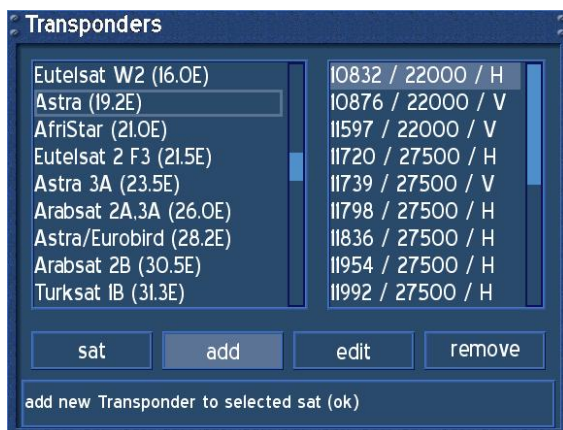 Transponders
Eutelsat W2 (16.0E)
Astra (19.2E)
AfriStar (21.0E)
Eutelsat 2 F3 (21.5E)
Astra 3A (23.5E)
Arabsat 2A,3A (26.0E)
Astra/Eurobird (28.2E)
Arabsat 2B (30.5E)
Turksat 1B (31.3E)
10832 / 22000 / H
10876 / 22000 / V
11597 / 22000 / V
11720 / 27500 / H
11739 / 27500 / V
11798 / 27500 / H
11836 / 27500 / H
11954 / 27500 / H
11992 / 27500 / H
sat
add
edit
remove
add new Transponder to selected sat (ok)